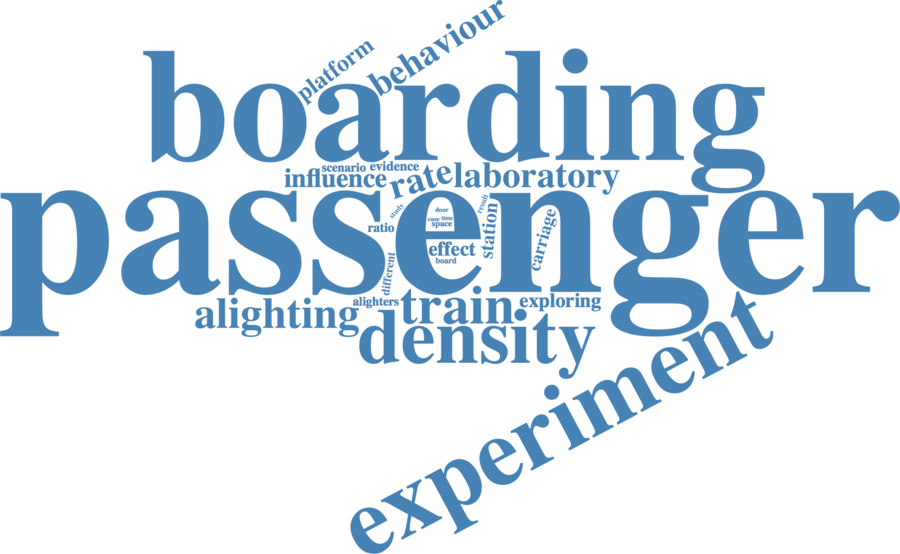 platform
behaviour
boarding
scenario evidence
influence rate laboratory
passenger
study
result
door
case time
space
ratio
station
carriage
effect
board
different
alighters
train
exploring
alighting
density
experiment